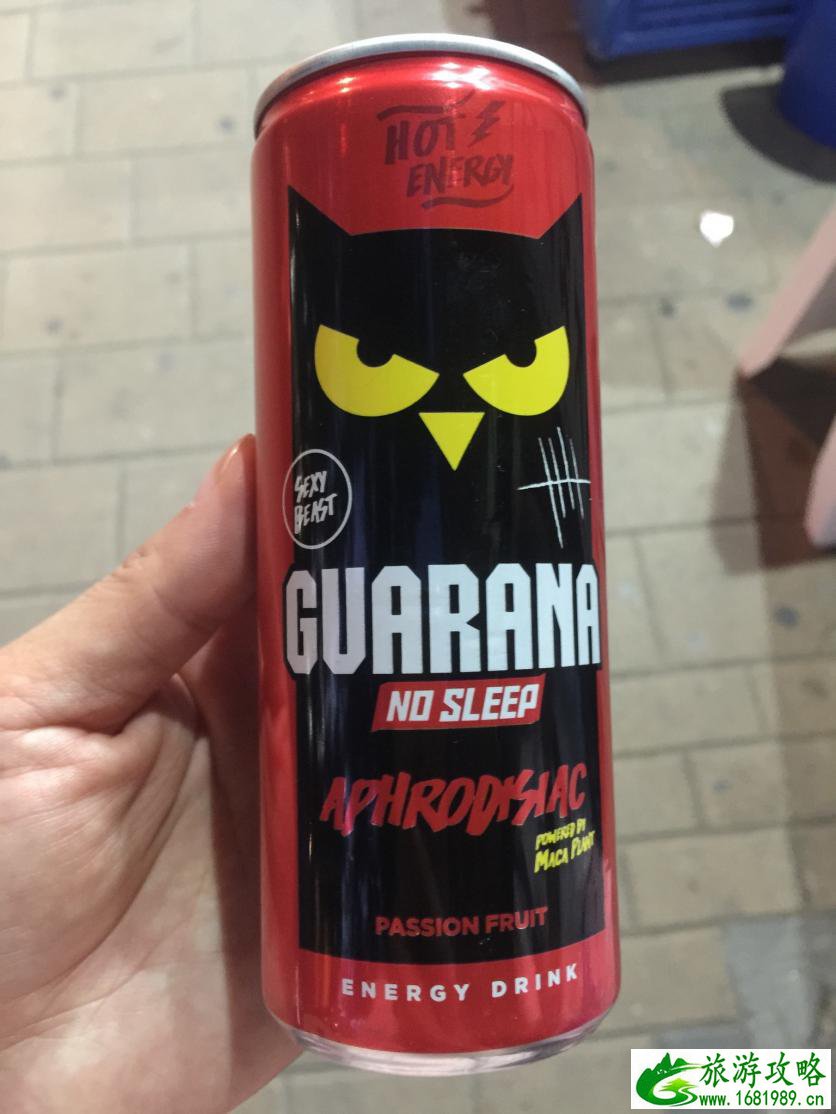 HOT
ENERGY
SEXY
BEAST
GUARANA
NO SLEEP
APHRODISIAC
POWERED BY
MACA PLANT
PASSION FRUIT
ENERGY DRINK
旅游攻略
www.1681989.cn